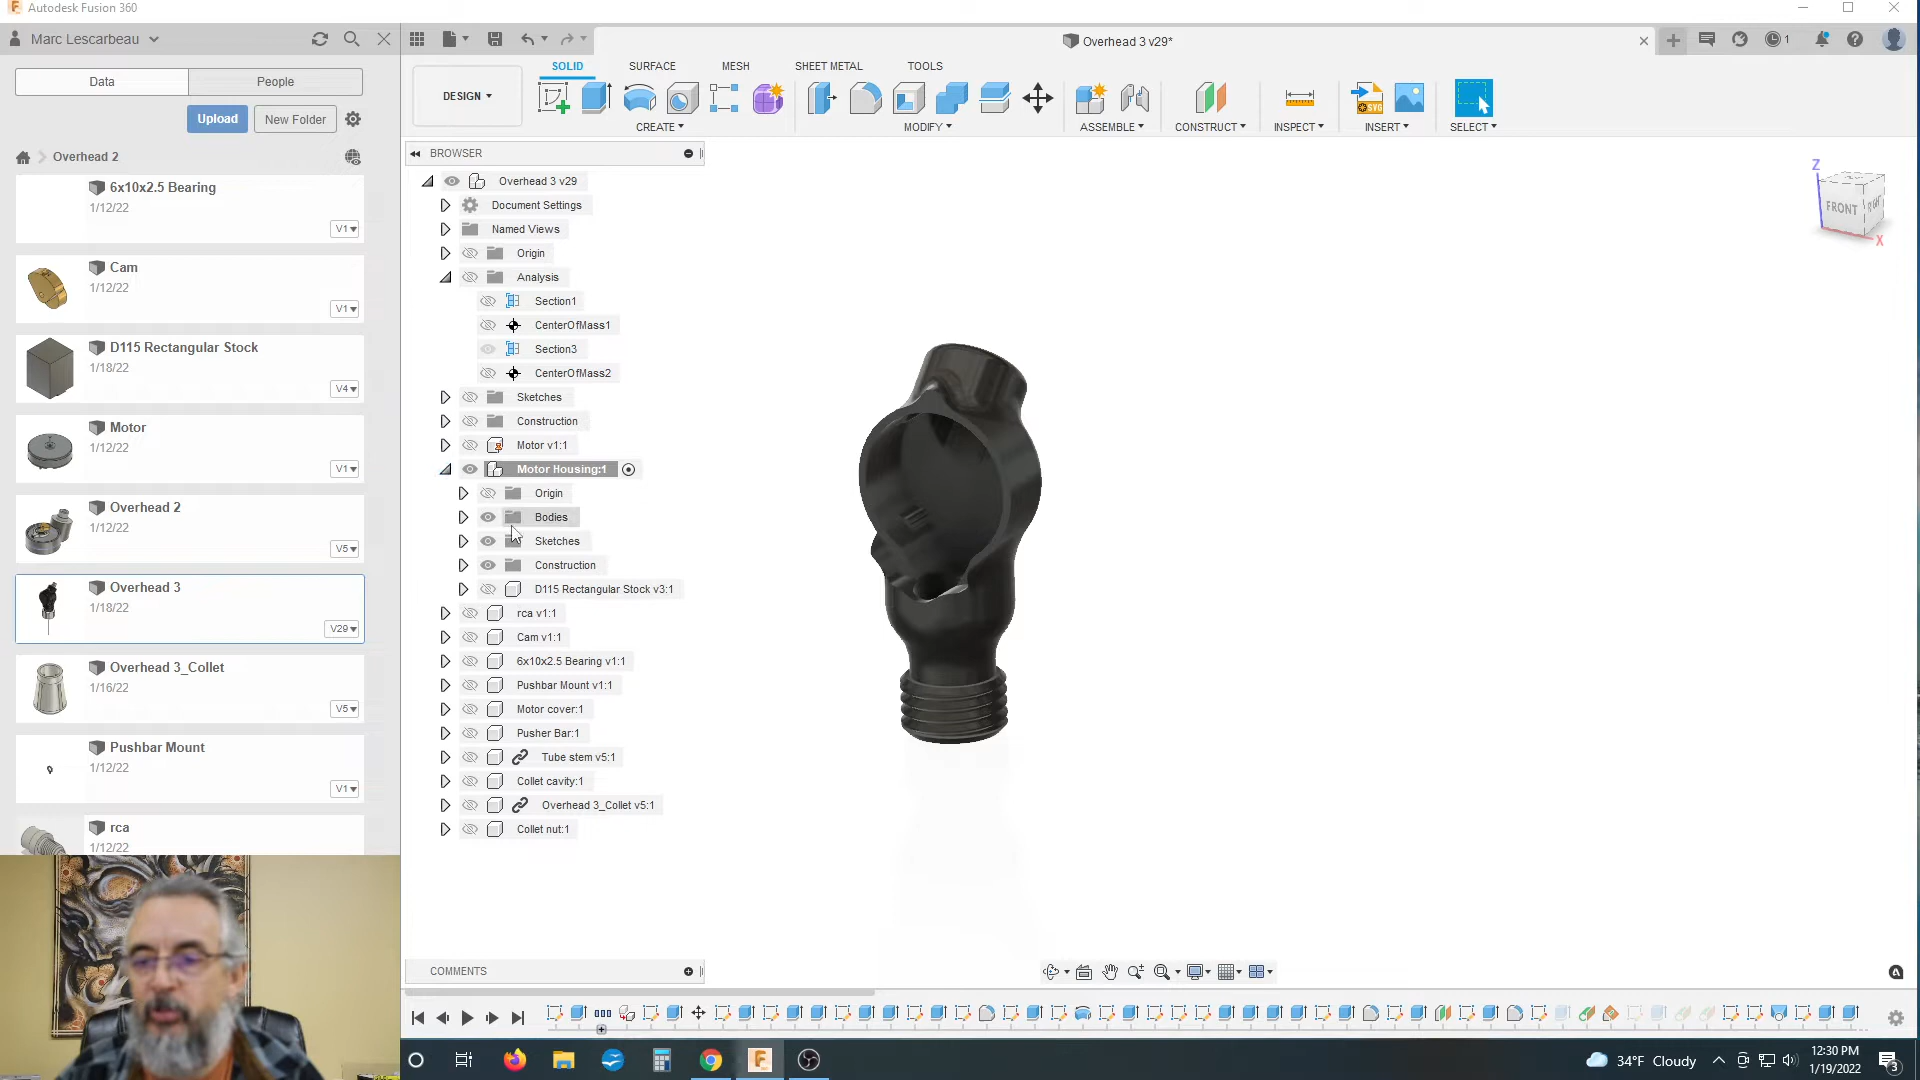 Autodesk Fusion 360
Marc Lescarbeau
Data
People
Upload
New Folder
Overhead 2
6x10x2.5 Bearing
1/12/22
V1
Cam
1/12/22
V1
D115 Rectangular Stock
1/18/22
V4
Motor
1/12/22
V1
Overhead 2
1/12/22
V5
Overhead 3
1/18/22
V29
Overhead 3_Collet
1/16/22
V5
Pushbar Mount
1/12/22
V1
rca
1/12/22
Overhead 3 v29*
1
DESIGN
SOLID
SURFACE
MESH
SHEET METAL
TOOLS
CREATE
MODIFY
ASSEMBLE
CONSTRUCT
INSPECT
INSERT
SELECT
BROWSER
Overhead 3 v29
Document Settings
Named Views
Origin
Analysis
Section1
CenterOfMass1
Section3
CenterOfMass2
Sketches
Construction
Motor v1:1
Motor Housing:1
Origin
Bodies
Sketches
Construction
D115 Rectangular Stock v3:1
rca v1:1
Cam v1:1
6x10x2.5 Bearing v1:1
Pushbar Mount v1:1
Motor cover:1
Pusher Bar:1
Tube stem v5:1
Collet cavity:1
Overhead 3_Collet v5:1
Collet nut:1
Z
FRONT
RIGHT
X
COMMENTS
34°F Cloudy
12:30 PM
1/19/2022
3